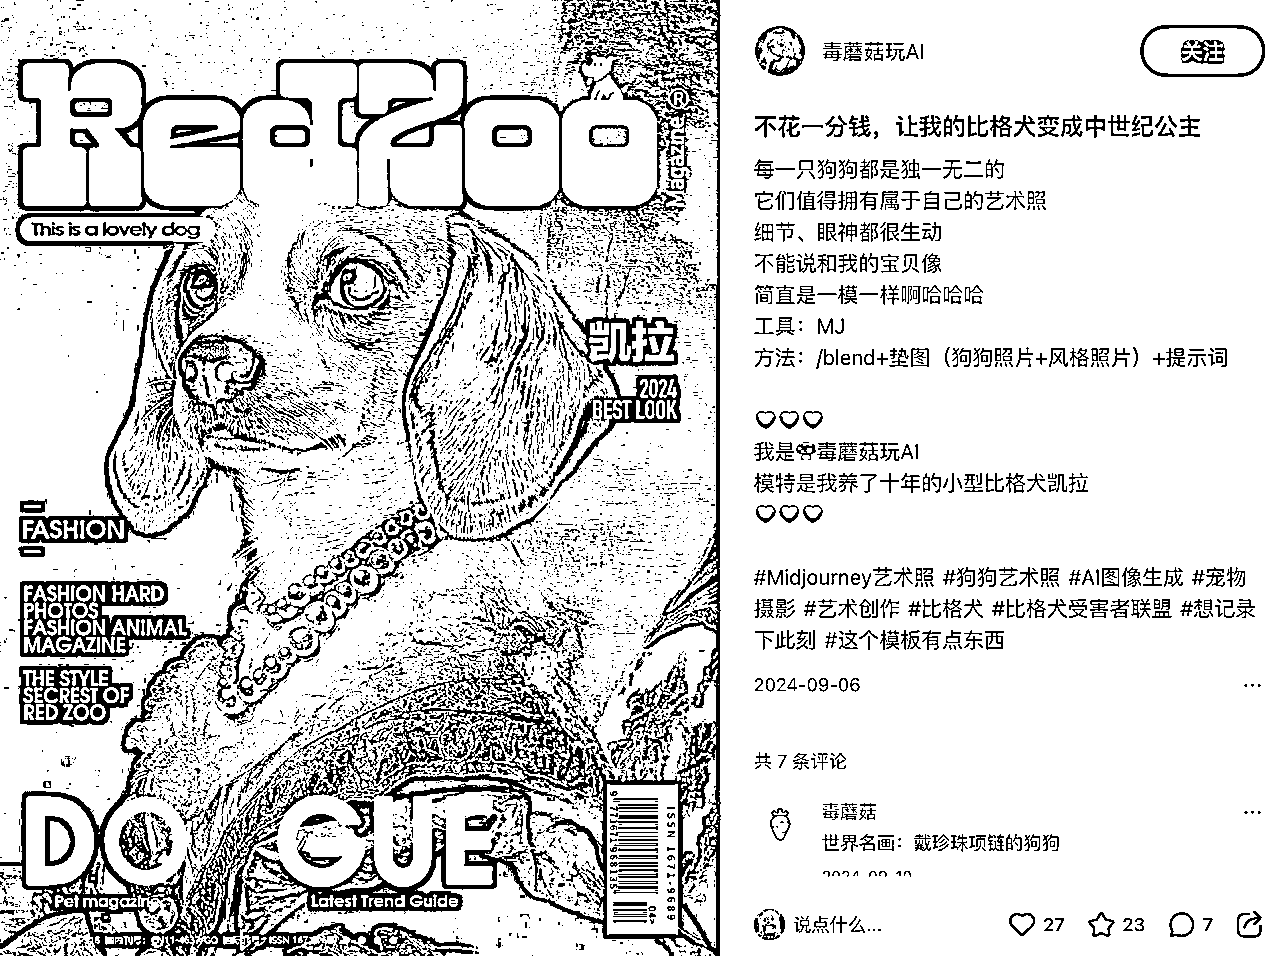 RedZoo
Magazine®
This is a lovely dog
凯拉
2024
BEST LOOK
FASHION
FASHION HARD
PHOTOS
FASHION ANIMAL
MAGAZINE
THE STYLE
SECREST OF
RED ZOO
DO GUE
Pet magazine
Latest Trend Guide
ISSN 1671-9689
毒蘑菇玩AI
关注
不花一分钱，让我的比格犬变成中世纪公主
每一只狗狗都是独一无二的
它们值得拥有属于自己的艺术照
细节、眼神都很生动
不能说和我的宝贝像
简直是一模一样啊哈哈哈
工具：MJ
方法：/blend+垫图（狗狗照片+风格照片）+提示词
♡♡♡
我是🍄毒蘑菇玩AI
模特是我养了十年的小型比格犬凯拉
♡♡♡
#Midjourney艺术照 #狗狗艺术照 #AI图像生成 #宠物
摄影 #艺术创作 #比格犬 #比格犬受害者联盟 #想记录
下此刻 #这个模板有点东西
2024-09-06
共 7 条评论
毒蘑菇
世界名画：戴珍珠项链的狗狗
说点什么...
27
23
7